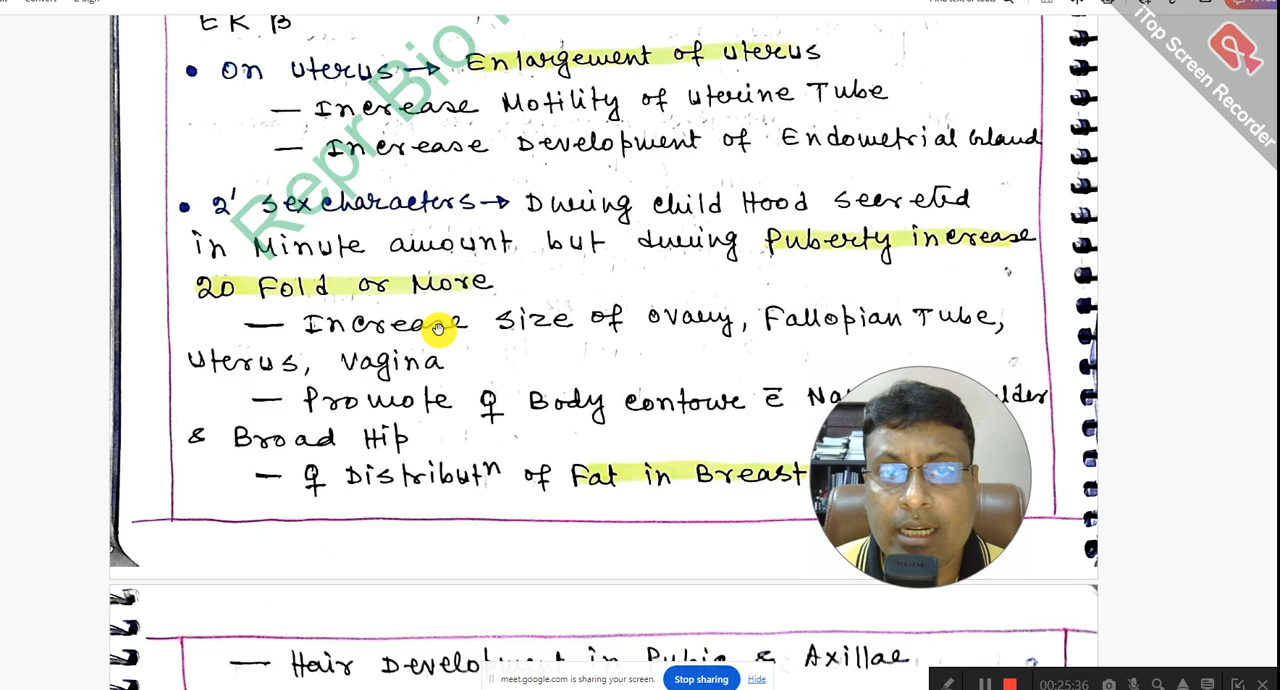 ER β
• On uterus → Enlargement of uterus
— Increase Motility of uterine Tube
— Increase Development of Endometrial Gland
• 2' sex characters → During child Hood secreted
in Minute amount but during Puberty increase
20 Fold or More
— Increase size of ovary, Fallopian Tube,
uterus, vagina
— Promote ♀ Body contour c̄
& Broad Hip
— ♀ Distributⁿ of Fat in Breast
— Hair Development in Pubic & Axillae
Repr Bio
iTop Screen Recorder
meet.google.com is sharing your screen.
Stop sharing
Hide
00:25:36